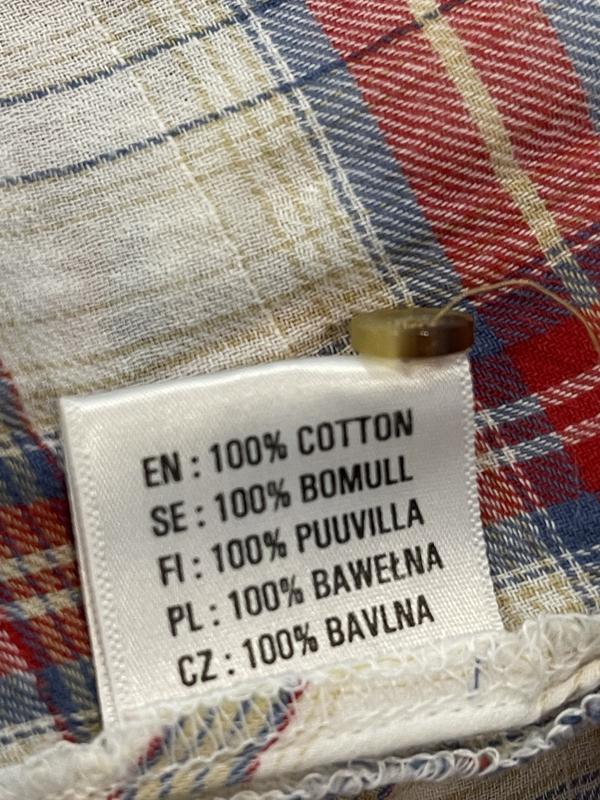 EN : 100% COTTON
SE : 100% BOMULL
FI : 100% PUUVILLA
PL : 100% BAWEŁNA
CZ : 100% BAVLNA